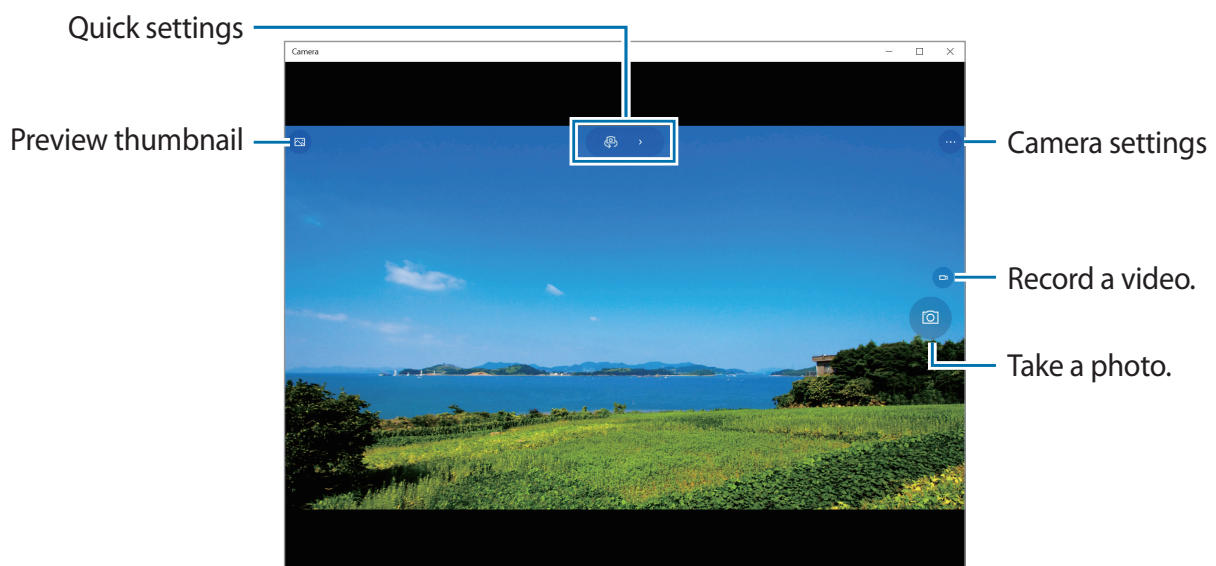 Quick settings
Camera
Preview thumbnail
Camera settings
Record a video.
Take a photo.